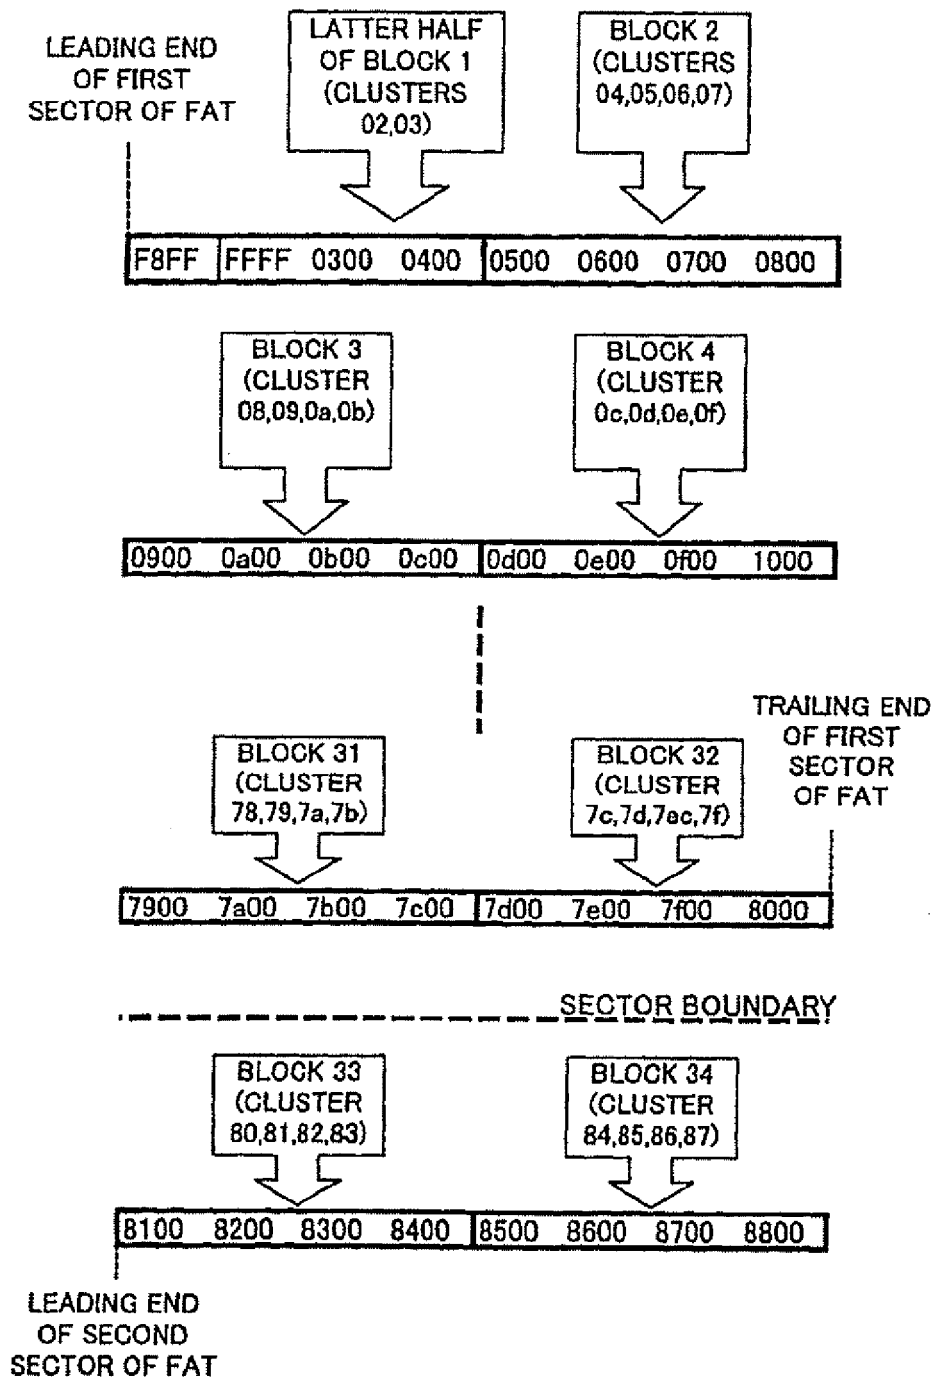 LEADING END
OF FIRST
SECTOR OF FAT
LATTER HALF
OF BLOCK 1
(CLUSTERS
02,03)
BLOCK 2
(CLUSTERS
04,05,06,07)
F8FF FFFF 0300 0400 0500 0600 0700 0800
BLOCK 3
(CLUSTER
08,09,0a,0b)
BLOCK 4
(CLUSTER
0c,0d,0e,0f)
0900 0a00 0b00 0c00 0d00 0e00 0f00 1000
TRAILING END
OF FIRST
SECTOR
OF FAT
BLOCK 31
(CLUSTER
78,79,7a,7b)
BLOCK 32
(CLUSTER
7c,7d,7ec,7f)
7900 7a00 7b00 7c00 7d00 7e00 7f00 8000
SECTOR BOUNDARY
BLOCK 33
(CLUSTER
80,81,82,83)
BLOCK 34
(CLUSTER
84,85,86,87)
8100 8200 8300 8400 8500 8600 8700 8800
LEADING END
OF SECOND
SECTOR OF FAT